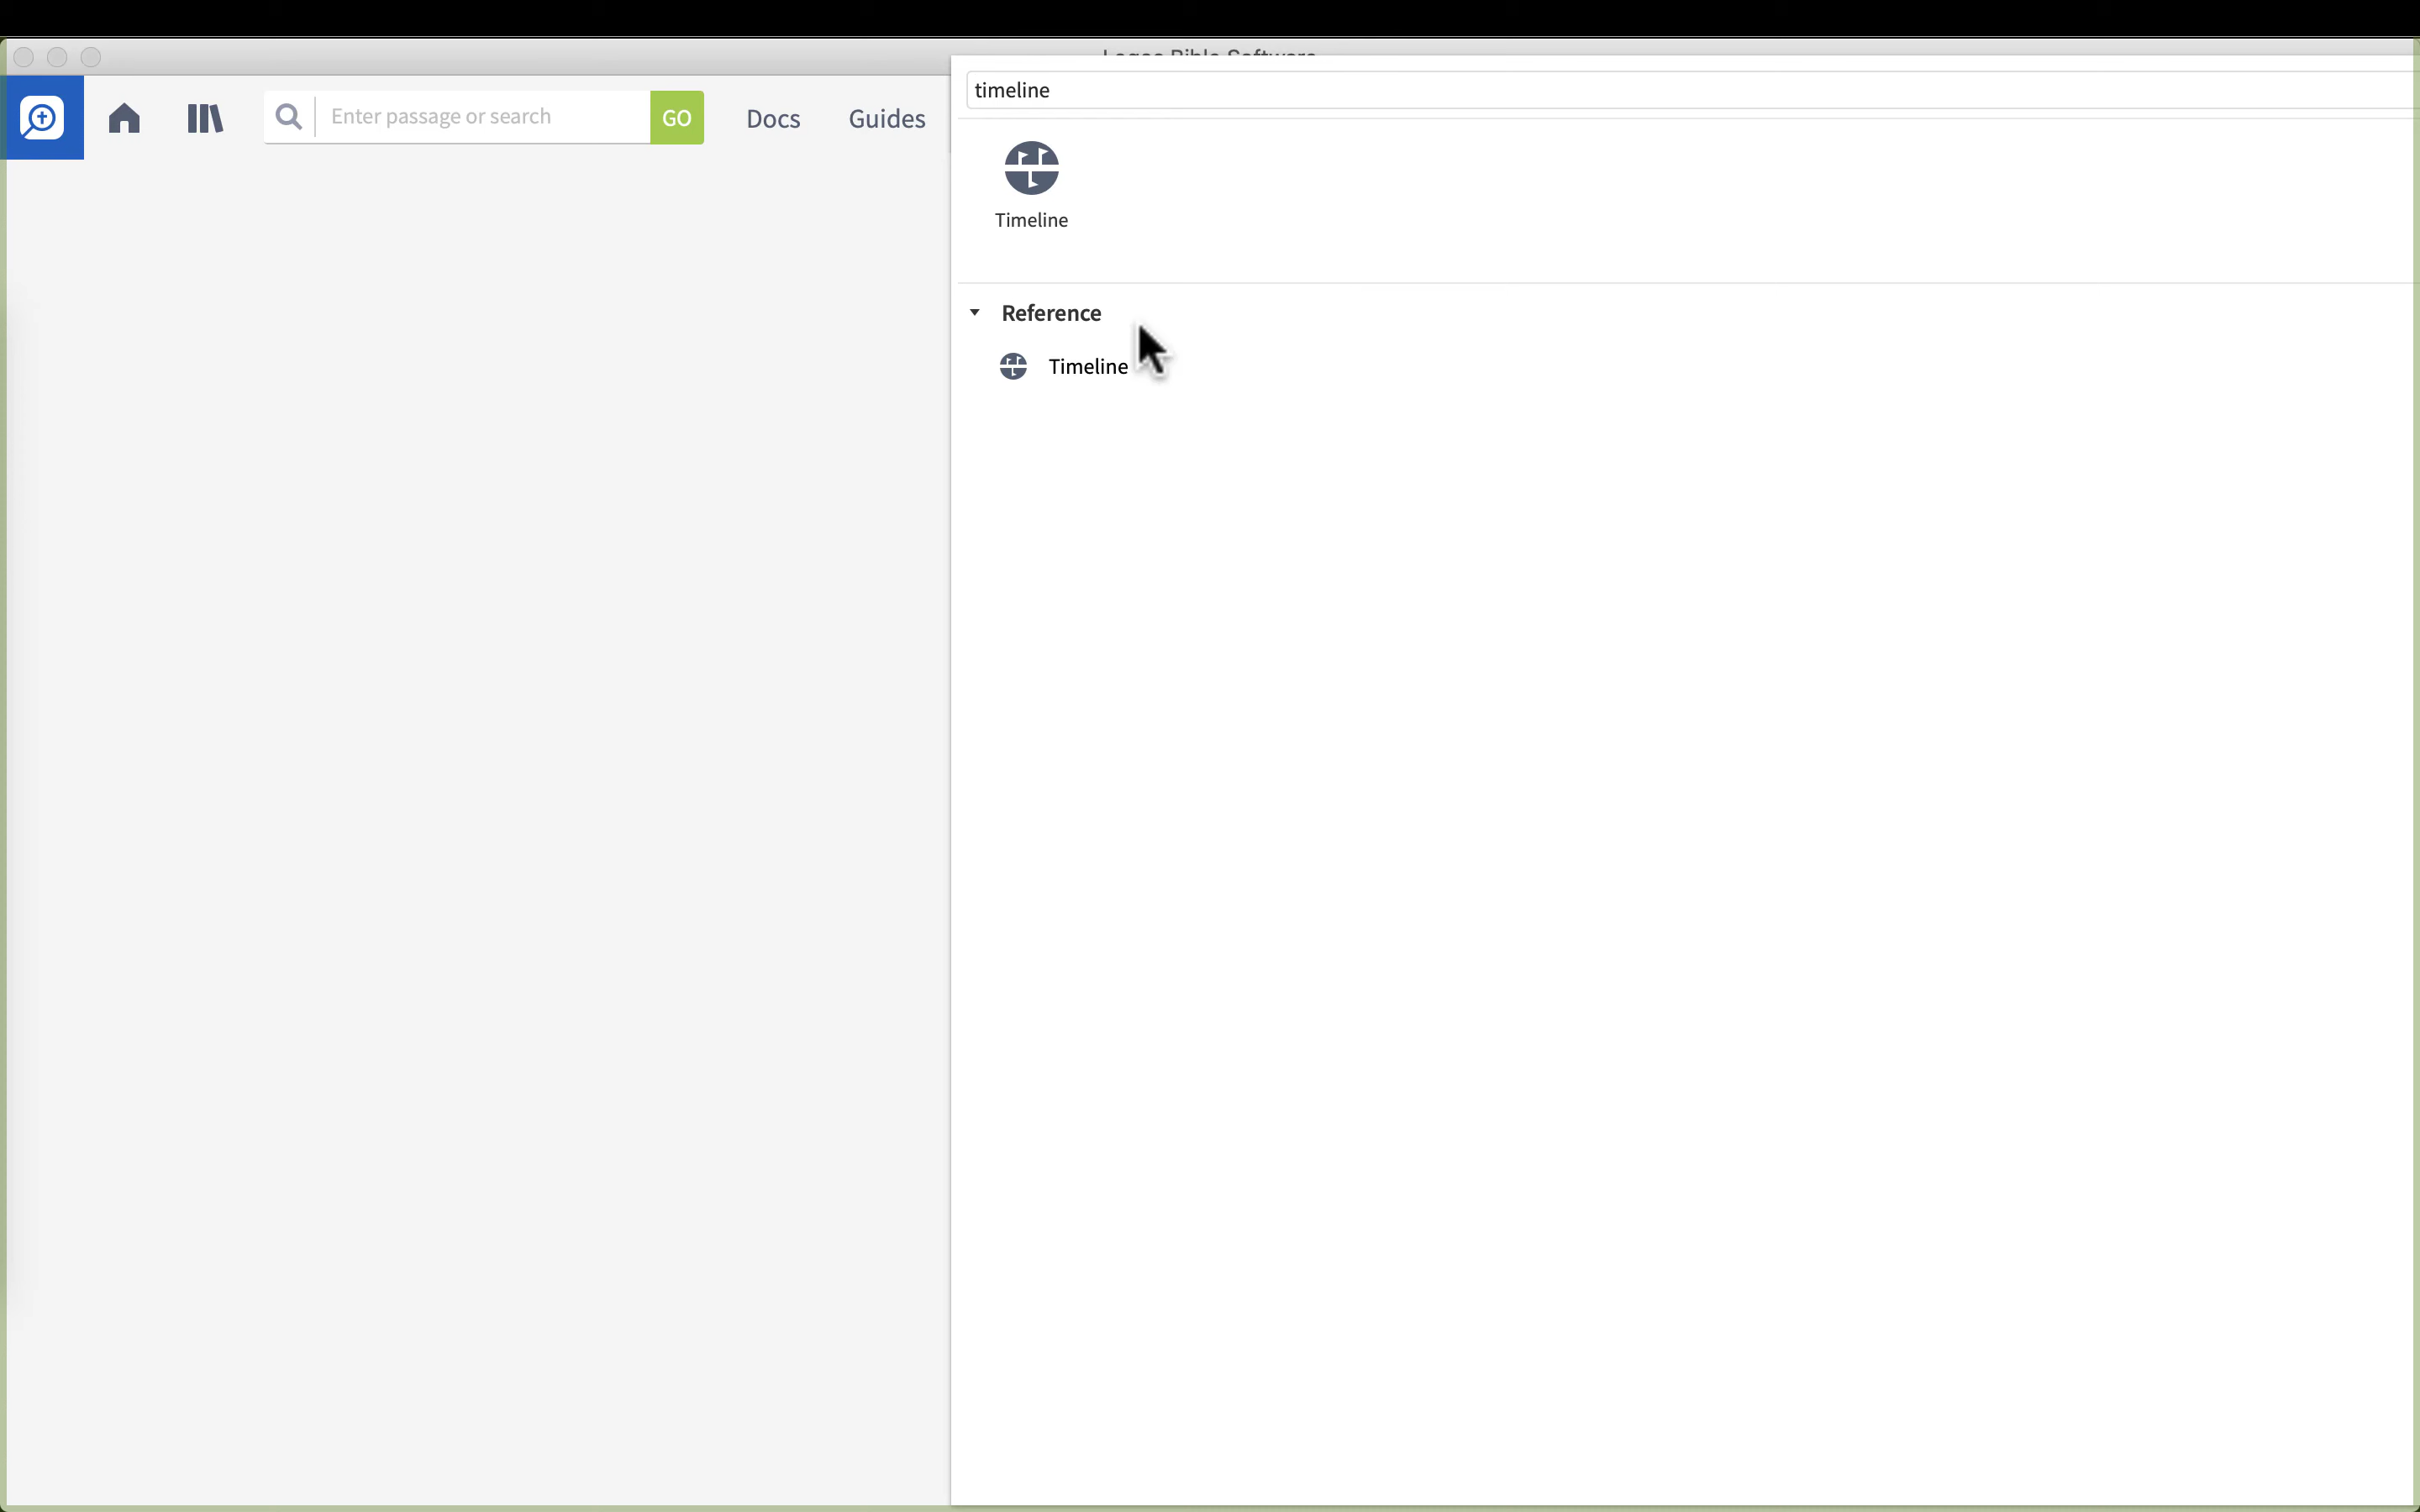 timeline
Enter passage or search
GO
Docs
Guides
Timeline
Reference
Timeline